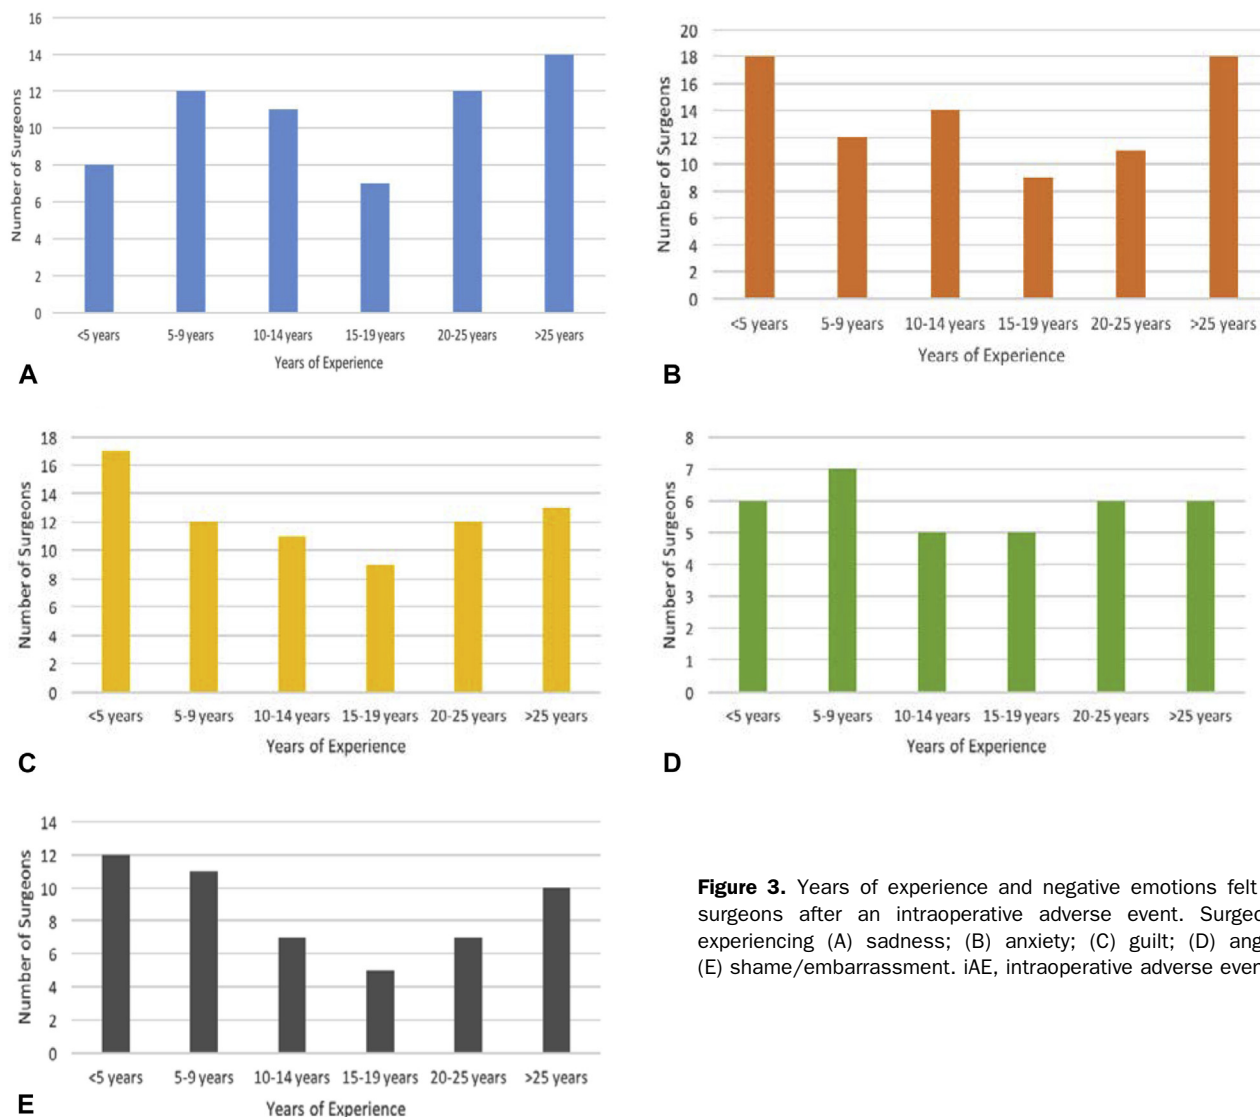 16
14
12
10
8
6
4
2
0
Number of Surgeons
<5 years 5-9 years 10-14 years 15-19 years 20-25 years >25 years
Years of Experience
A
20
18
16
14
12
10
8
6
4
2
0
Number of Surgeons
<5 years 5-9 years 10-14 years 15-19 years 20-25 years >25 years
Years of Experience
B
18
16
14
12
10
8
6
4
2
0
Number of Surgeons
<5 years 5-9 years 10-14 years 15-19 years 20-25 years >25 years
Years of Experience
C
8
7
6
5
4
3
2
1
0
Number of Surgeons
<5 years 5-9 years 10-14 years 15-19 years 20-25 years >25 years
Years of Experience
D
14
12
10
8
6
4
2
0
Number of Surgeons
<5 years 5-9 years 10-14 years 15-19 years 20-25 years >25 years
Years of Experience
E
Figure 3. Years of experience and negative emotions felt
surgeons after an intraoperative adverse event. Surgeo
experiencing (A) sadness; (B) anxiety; (C) guilt; (D) ang
(E) shame/embarrassment. iAE, intraoperative adverse even